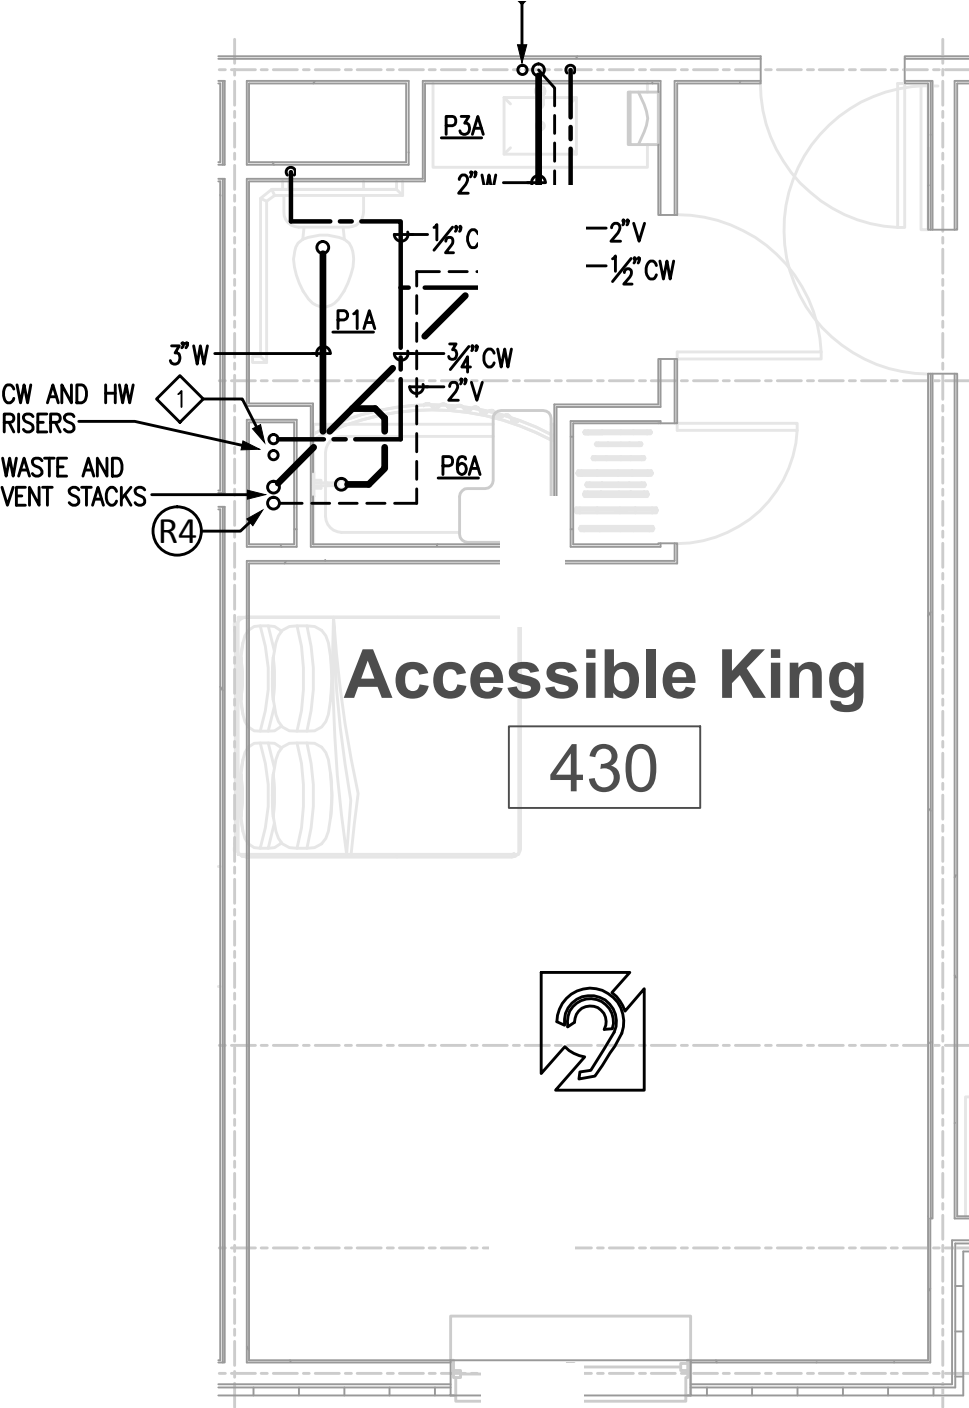 P3A
2" W
½" C
2" V
½" CW
P1A
3" W
¾" CW
2" V
CW AND HW
RISERS
1
WASTE AND
VENT STACKS
P6A
R4
Accessible King
430